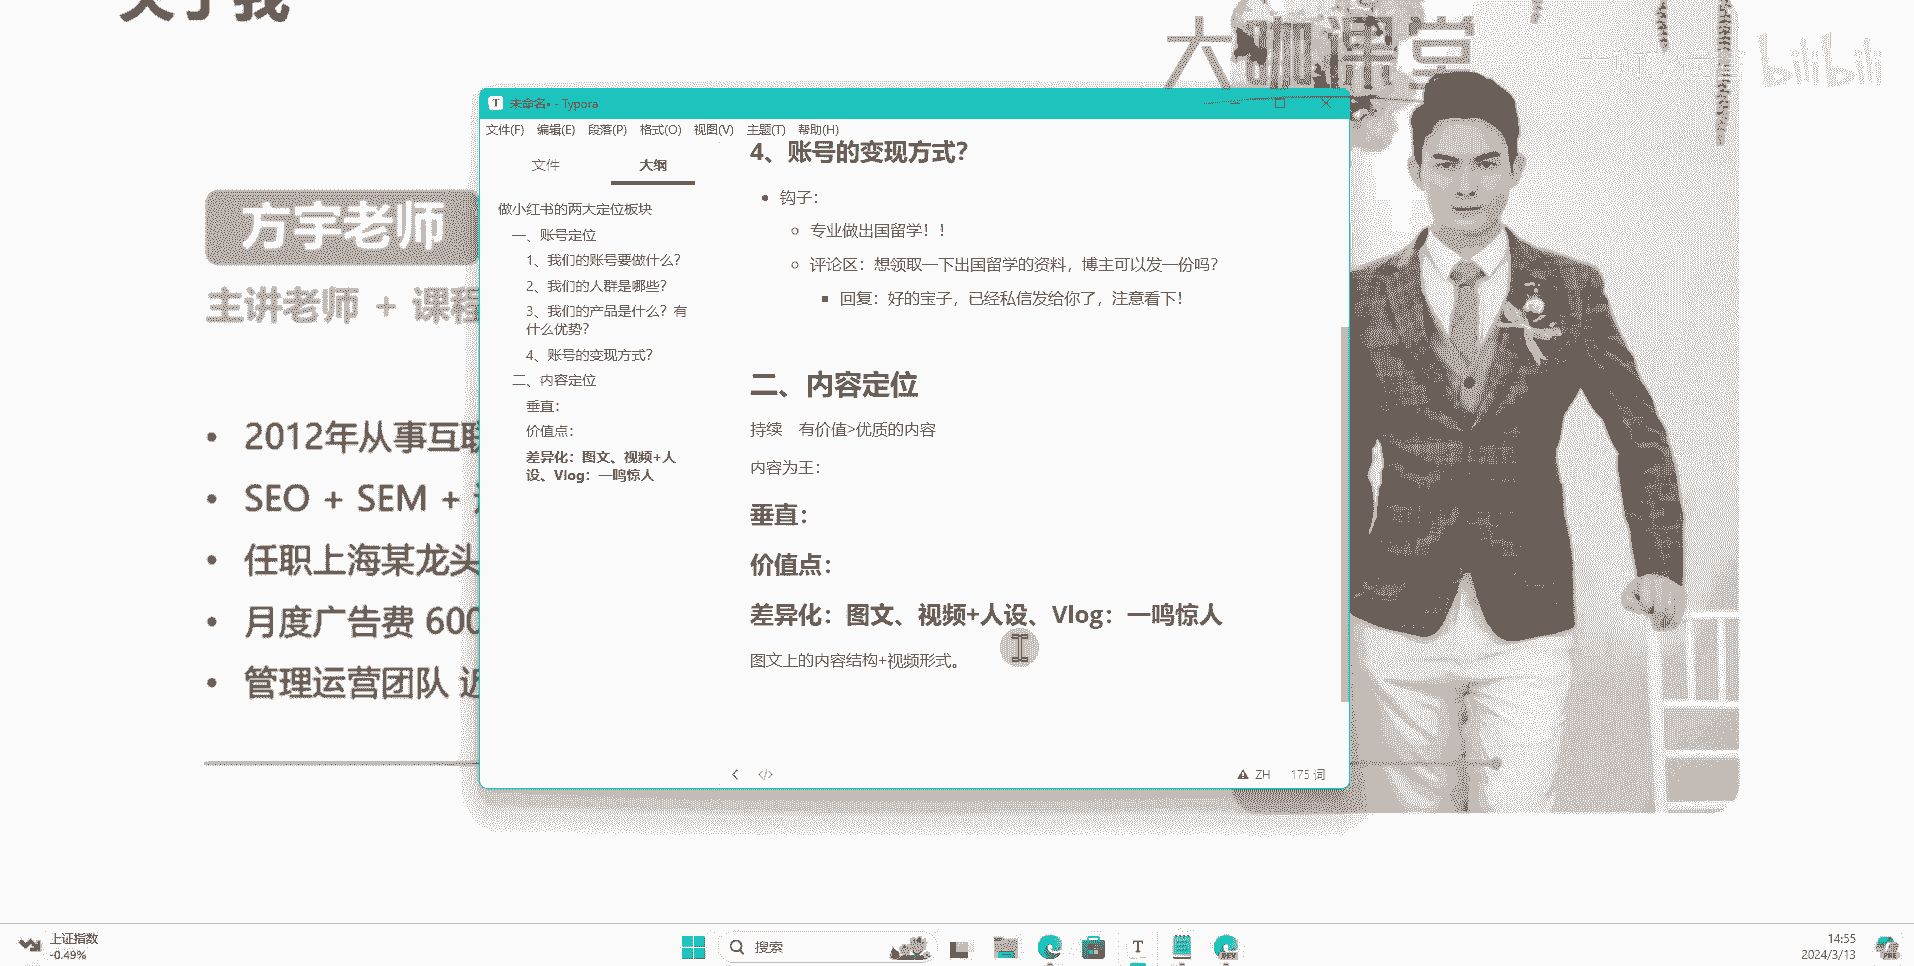 关于我
大咖课堂
bilibili
方宇老师
主讲老师 + 课程
2012年从事互联
SEO + SEM +
任职上海某龙头
月度广告费 600
管理运营团队 近
未命名• - Typora
文件(F) 编辑(E) 段落(P) 格式(O) 视图(V) 主题(T) 帮助(H)
文件 大纲
做小红书的两大定位板块
一、账号定位
1、我们的账号要做什么?
2、我们的人群是哪些?
3、我们的产品是什么？有
什么优势?
4、账号的变现方式?
二、内容定位
垂直：
价值点：
差异化：图文、视频+人
设、Vlog：一鸣惊人
4、账号的变现方式?
钩子：
专业做出国留学！！
评论区：想领取一下出国留学的资料，博主可以发一份吗?
回复：好的宝子，已经私信发给你了，注意看下！
二、内容定位
持续 有价值>优质的内容
内容为王：
垂直：
价值点：
差异化：图文、视频+人设、Vlog：一鸣惊人
图文上的内容结构+视频形式。
ZH 175 词
上证指数
-0.49%
搜索
T
DEV
14:55
2024/3/13
PRE